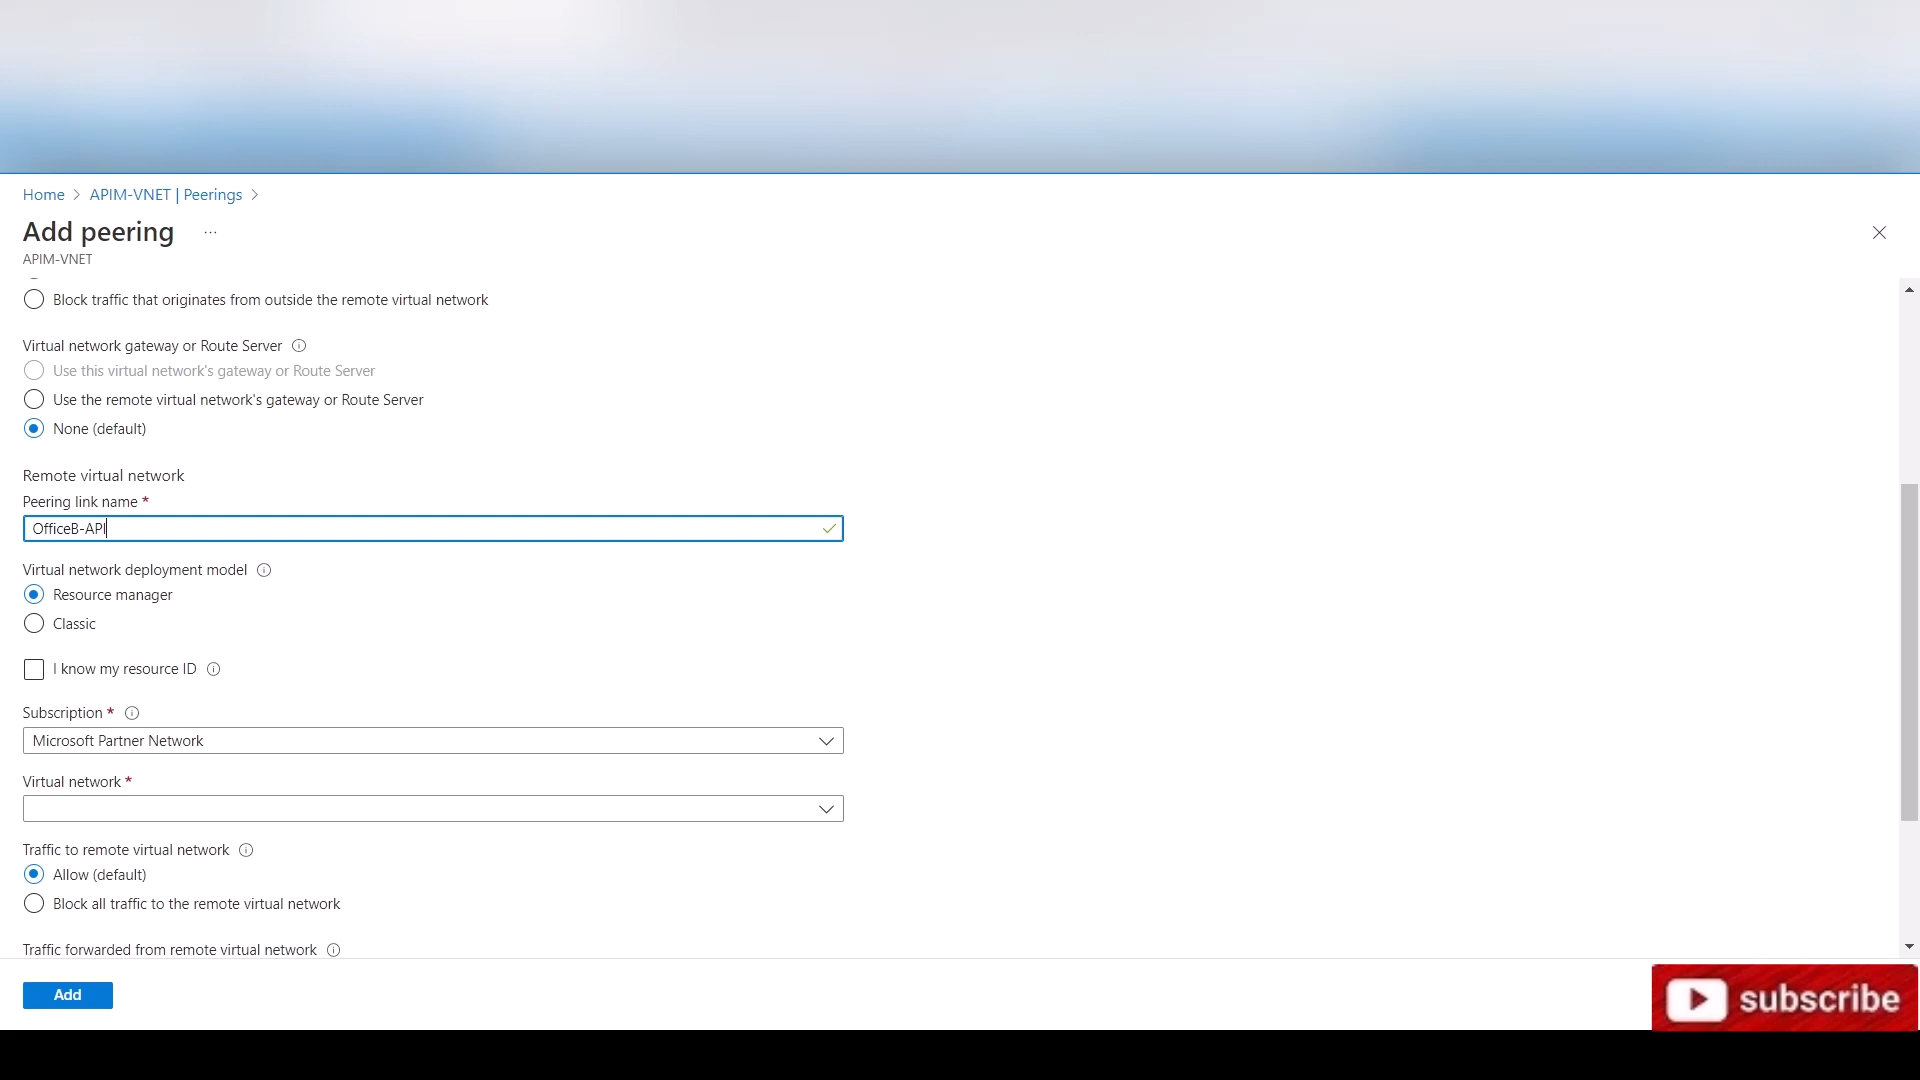 Home > APIM-VNET | Peerings >
Add peering ...
APIM-VNET
Block traffic that originates from outside the remote virtual network
Virtual network gateway or Route Server
Use this virtual network's gateway or Route Server
Use the remote virtual network's gateway or Route Server
None (default)
Remote virtual network
Peering link name *
OfficeB-API
Virtual network deployment model
Resource manager
Classic
I know my resource ID
Subscription *
Microsoft Partner Network
Virtual network *
Traffic to remote virtual network
Allow (default)
Block all traffic to the remote virtual network
Traffic forwarded from remote virtual network
Add
subscribe